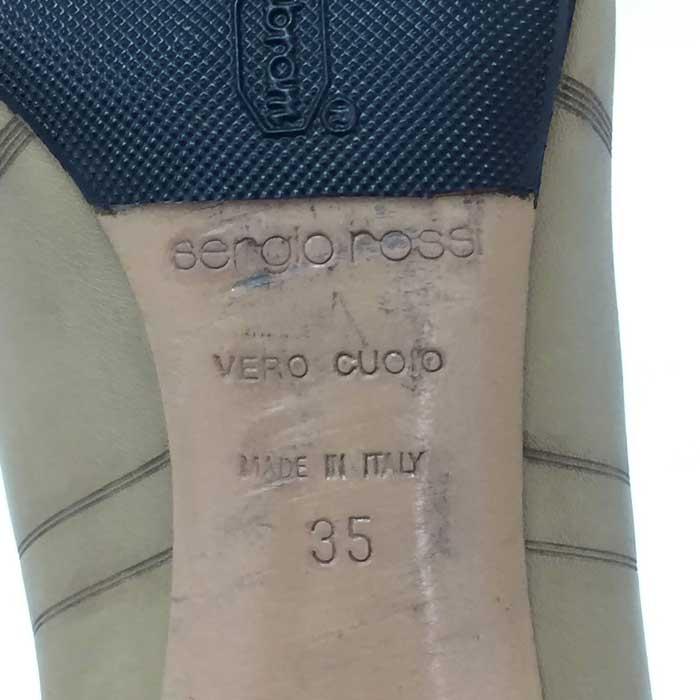 sergio rossi
VERO CUOIO
MADE IN ITALY
35